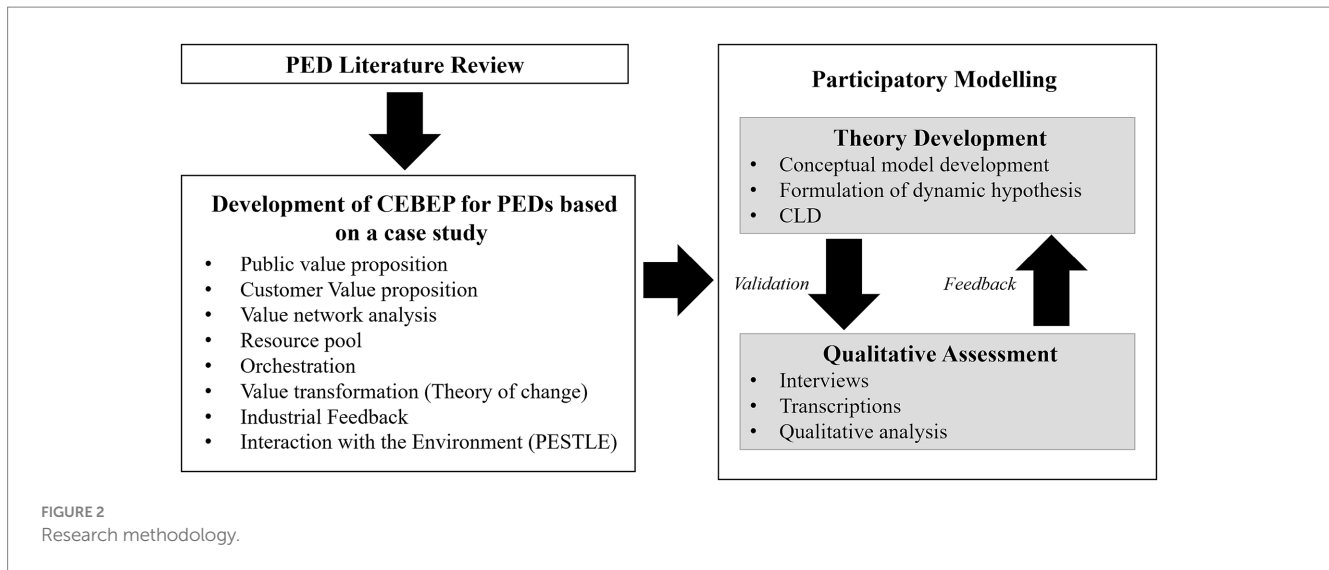 PED Literature Review
Development of CEBEP for PEDs based
on a case study
• Public value proposition
• Customer Value proposition
• Value network analysis
• Resource pool
• Orchestration
• Value transformation (Theory of change)
• Industrial Feedback
• Interaction with the Environment (PESTLE)
Participatory Modelling
Theory Development
• Conceptual model development
• Formulation of dynamic hypothesis
• CLD
Validation
Feedback
Qualitative Assessment
• Interviews
• Transcriptions
• Qualitative analysis
FIGURE 2
Research methodology.